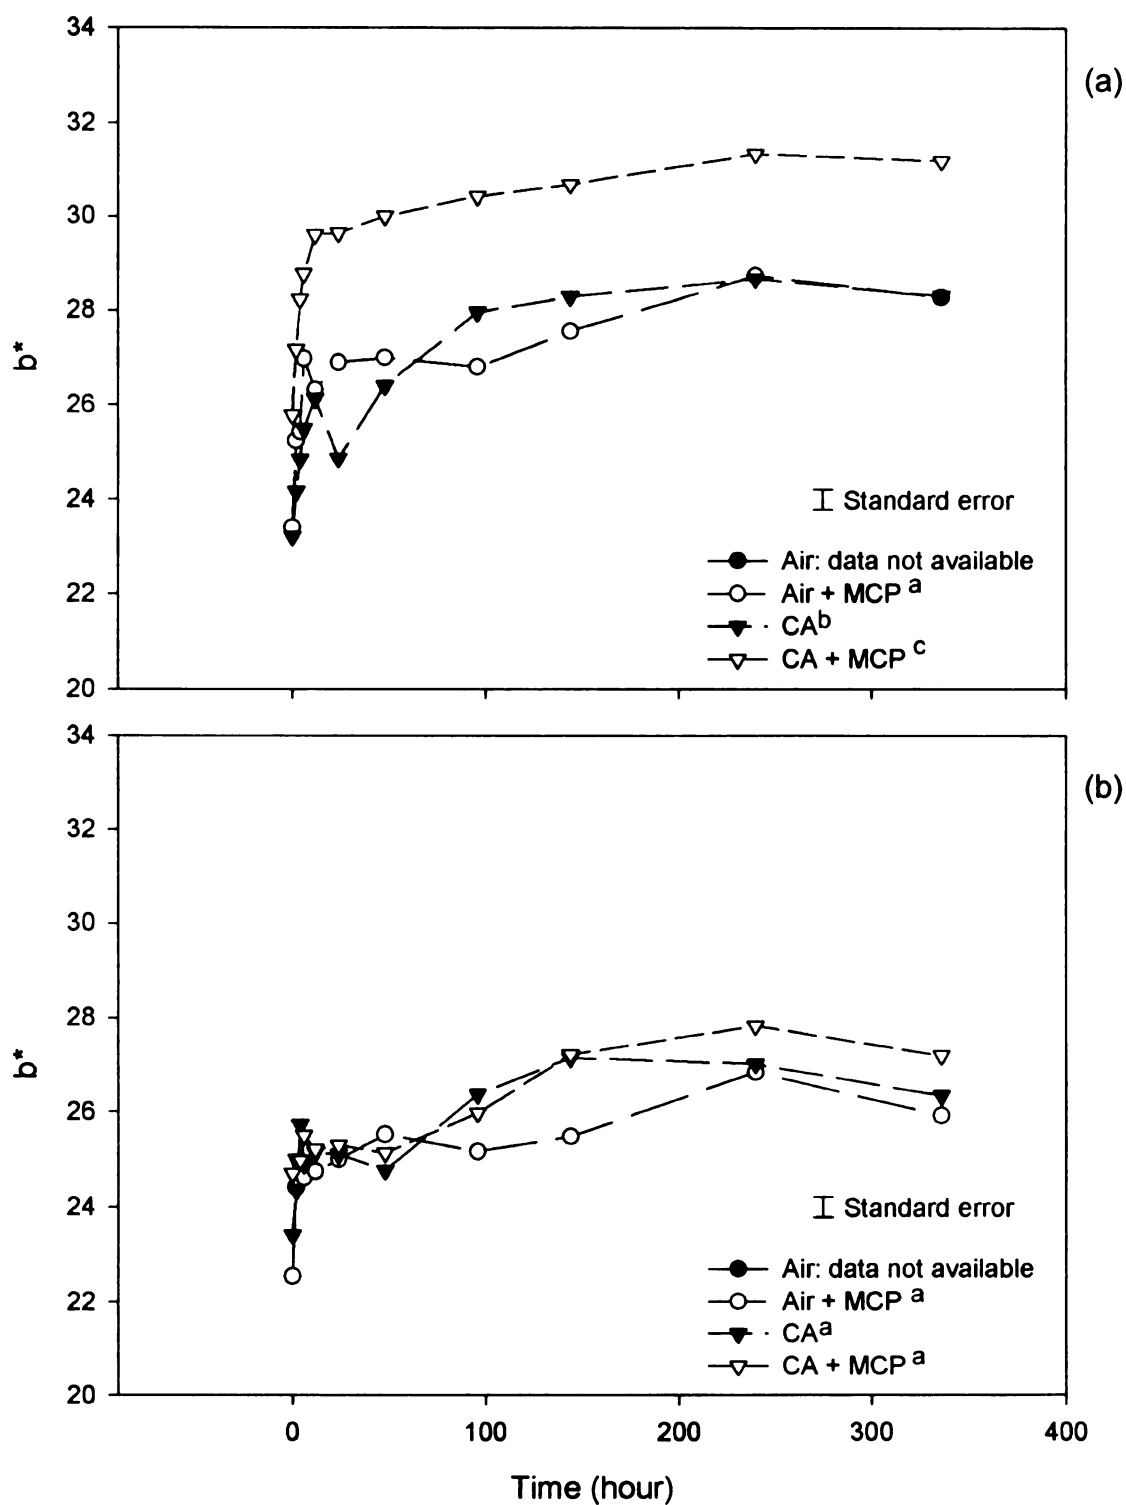 34
(a)
32
30
28
b*
26
24
Standard error
Air: data not available
22
Air + MCP a
CAb
CA + MCP c
20
34
(b)
32
30
28
b*
26
24
Standard error
Air: data not available
22
Air + MCP a
CAa
CA + MCP a
20
0 100 200 300 400
Time (hour)